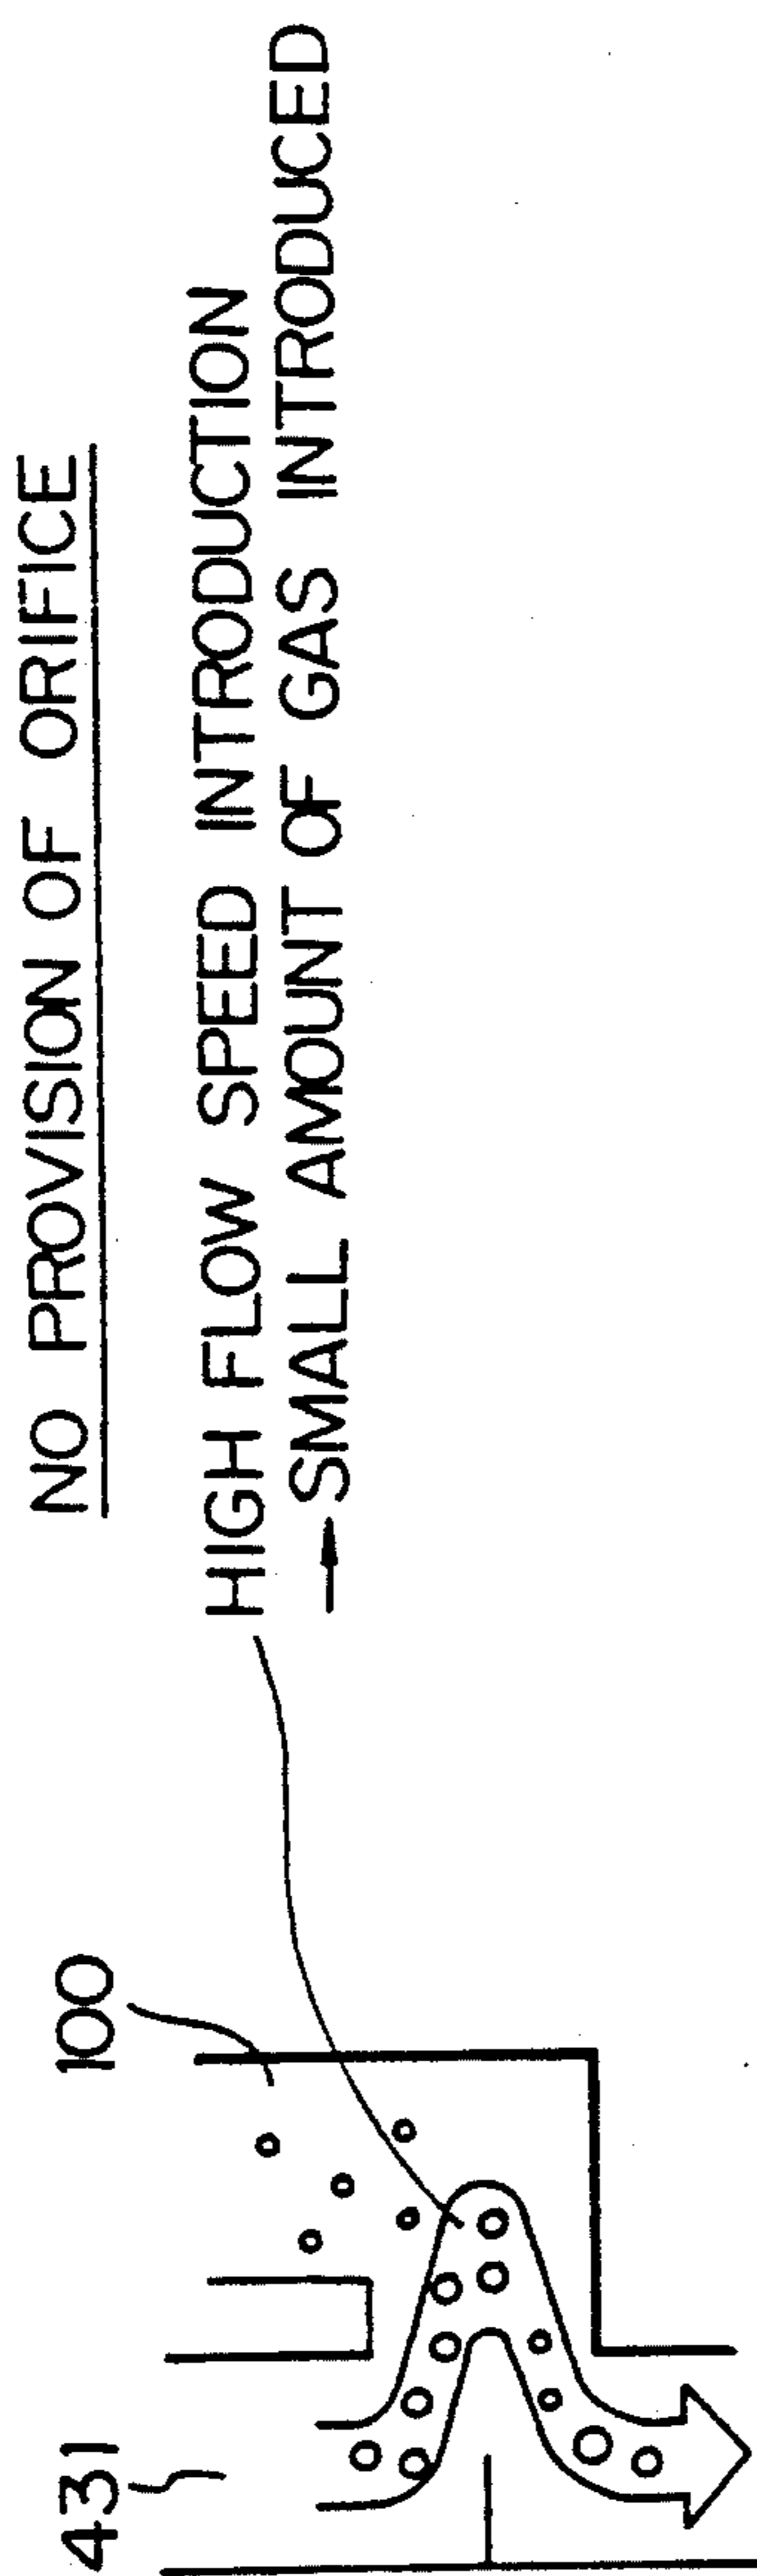 NO PROVISION OF ORIFICE
HIGH FLOW SPEED INTRODUCTION
→ SMALL AMOUNT OF GAS INTRODUCED
431
100